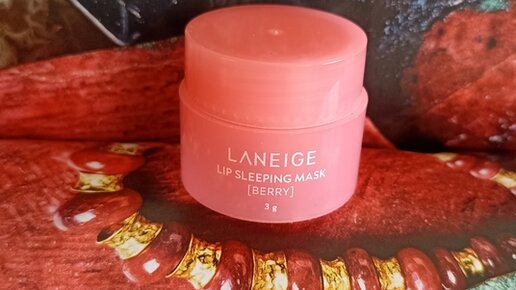 LANEIGE
LIP SLEEPING MASK
[BERRY]
3 g